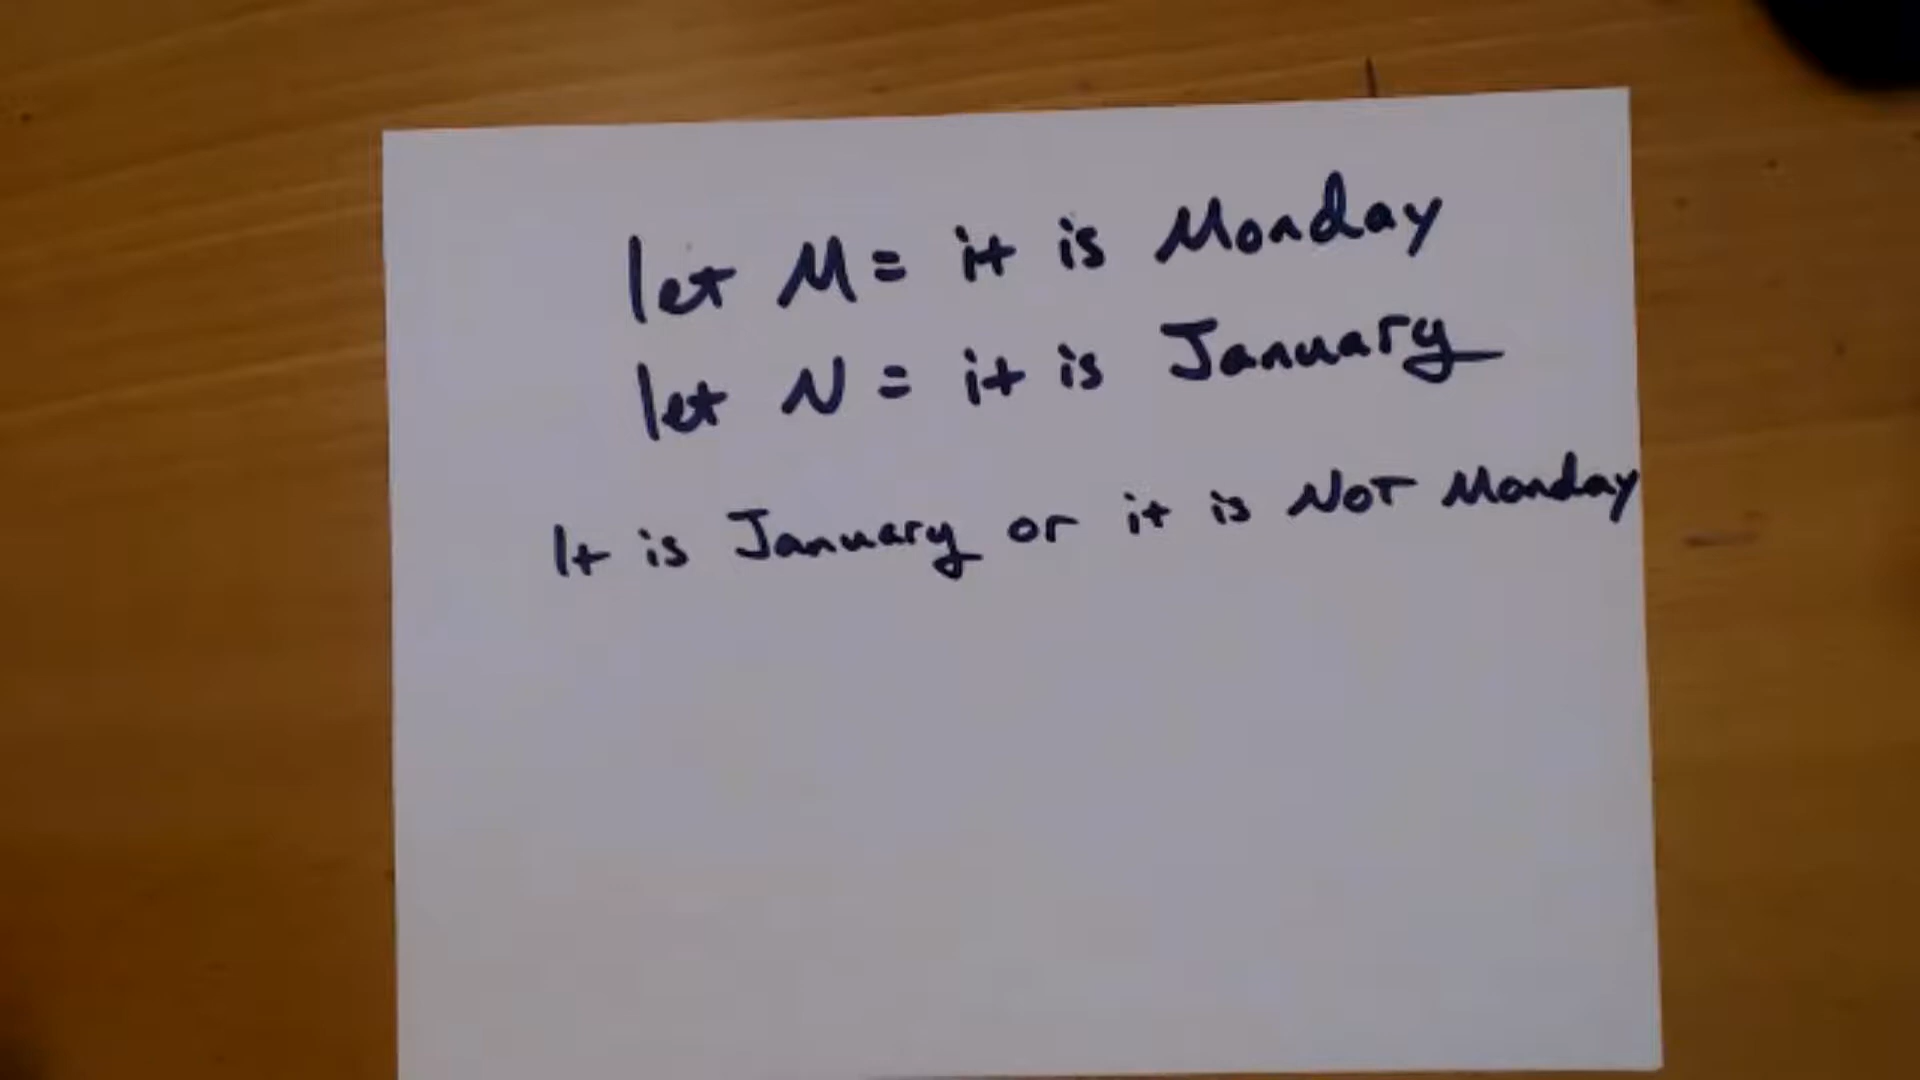 let M = it is Monday
let N = it is January
It is January or it is NOT Monday